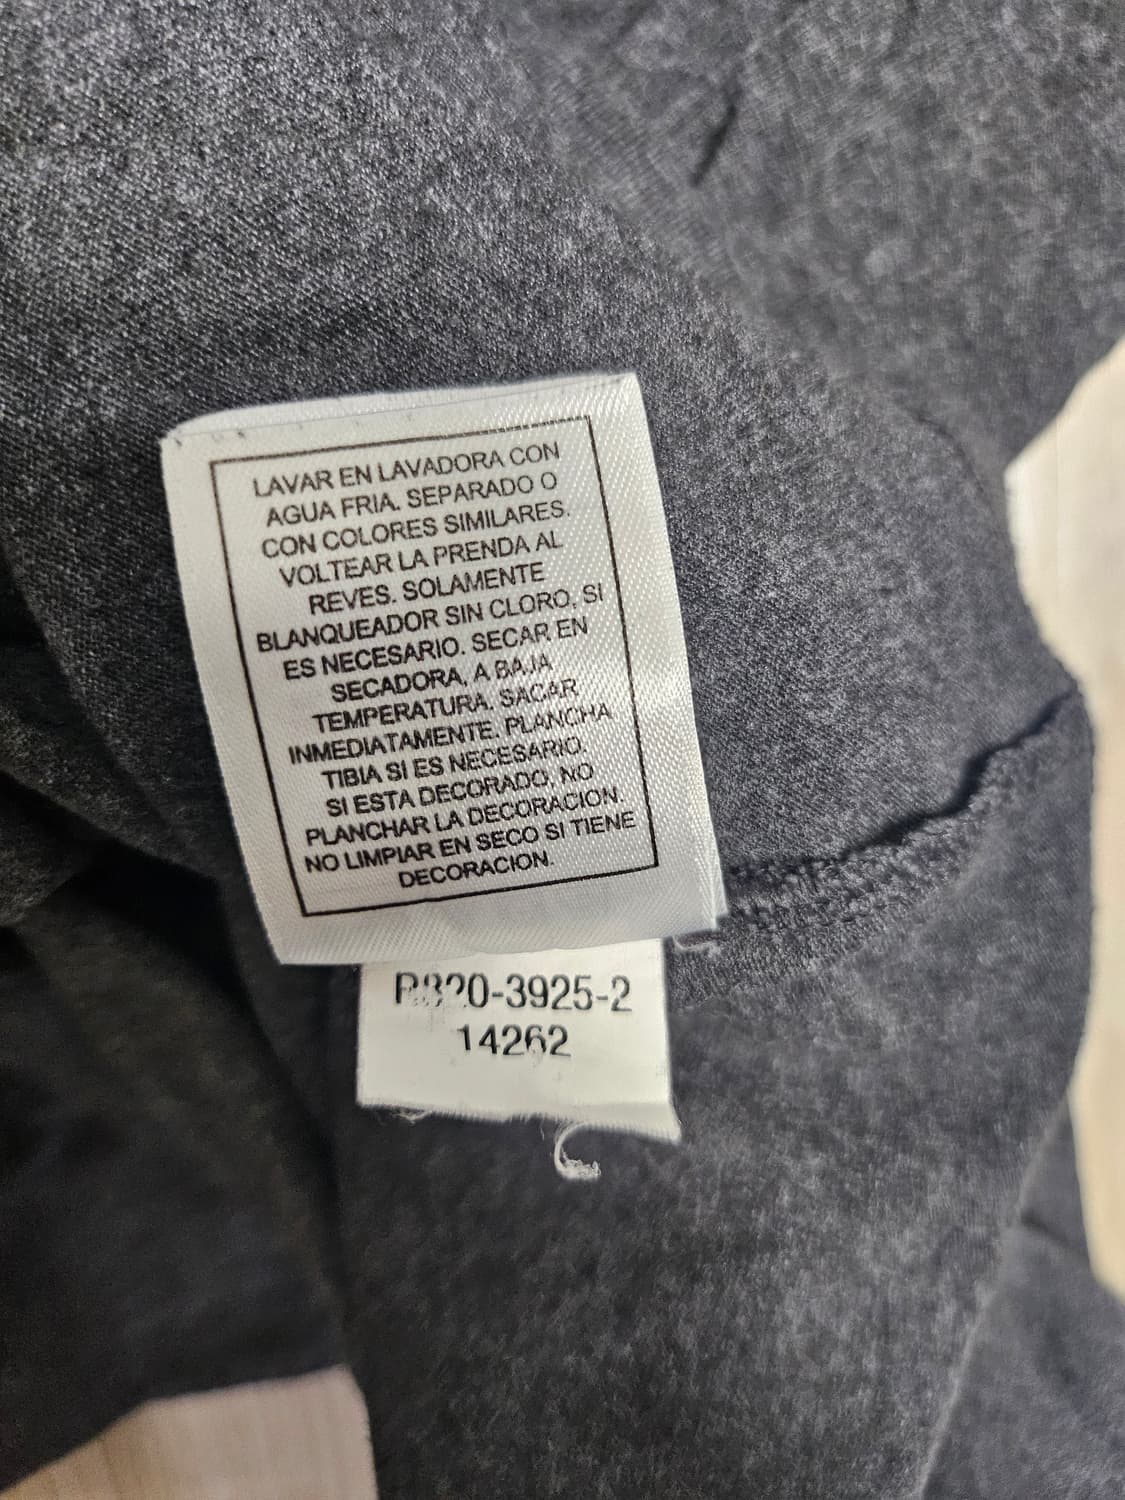 LAVAR EN LAVADORA CON
AGUA FRIA. SEPARADO O
CON COLORES SIMILARES.
VOLTEAR LA PRENDA AL
REVES. SOLAMENTE
BLANQUEADOR SIN CLORO, SI
ES NECESARIO. SECAR EN
SECADORA, A BAJA
TEMPERATURA. SACAR
INMEDIATAMENTE. PLANCHA
TIBIA SI ES NECESARIO.
SI ESTA DECORADO, NO
PLANCHAR LA DECORACION.
NO LIMPIAR EN SECO SI TIENE
DECORACION.
14262